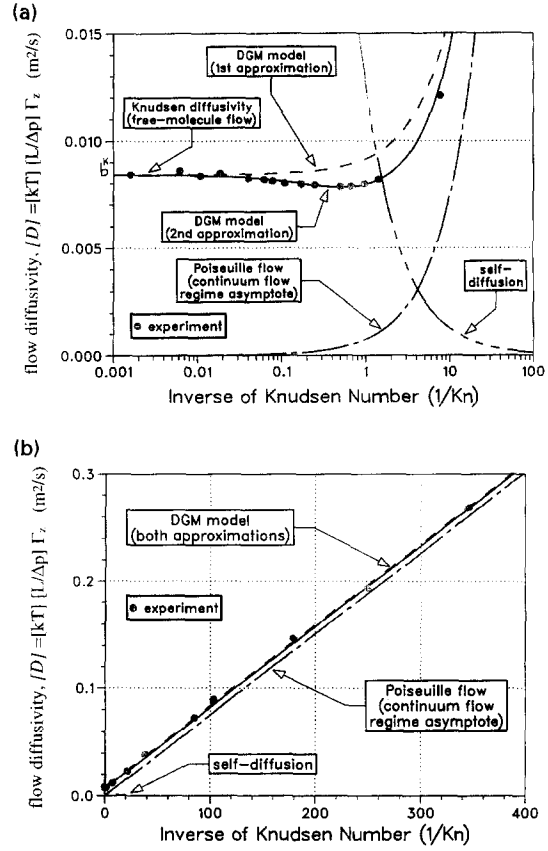 (a)
flow diffusivity, [D] =[kT] [L/Δp] Γz (m²/s)
0.015
0.010
0.005
0.000
DGM model
(1st approximation)
Knudsen diffusivity
(free-molecule flow)
DGM model
(2nd approximation)
Poiseuille flow
(continuum flow
regime asymptote)
self-
diffusion
experiment
0.001 0.01 0.1 1 10 100
Inverse of Knudsen Number (1/Kn)
(b)
flow diffusivity, [D] =[kT] [L/Δp] Γz (m²/s)
0.3
0.2
0.1
0.0
DGM model
(both approximations)
experiment
Poiseuille flow
(continuum flow
regime asymptote)
self-diffusion
0 100 200 300 400
Inverse of Knudsen Number (1/Kn)